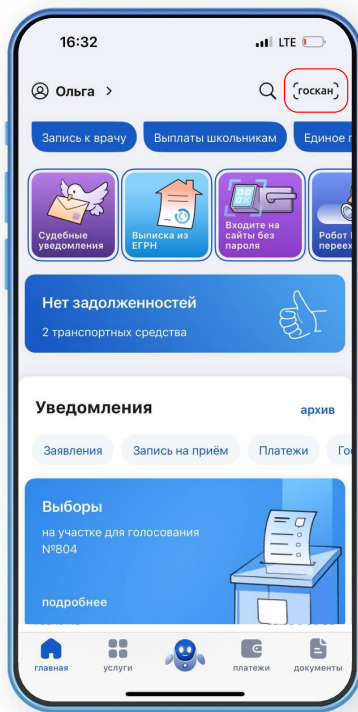 16:32
LTE
Ольга >
госкан
Запись к врачу
Выплаты школьникам
Единое
Судебные
уведомления
Выписка из
ЕГРН
Входите на
сайты без
пароля
Робот
переех
Нет задолженностей
2 транспортных средства
Уведомления
архив
Заявления
Запись на приём
Платежи
Го
Выборы
на участке для голосования
№804
подробнее
главная
услуги
платежи
документы